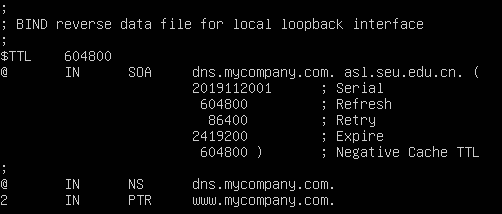 ;
; BIND reverse data file for local loopback interface
;
$TTL    604800
@       IN      SOA     dns.mycompany.com. asl.seu.edu.cn. (
                        2019112001      ; Serial
                         604800         ; Refresh
                          86400         ; Retry
                        2419200         ; Expire
                         604800 )       ; Negative Cache TTL
;
@       IN      NS      dns.mycompany.com.
2       IN      PTR     www.mycompany.com.